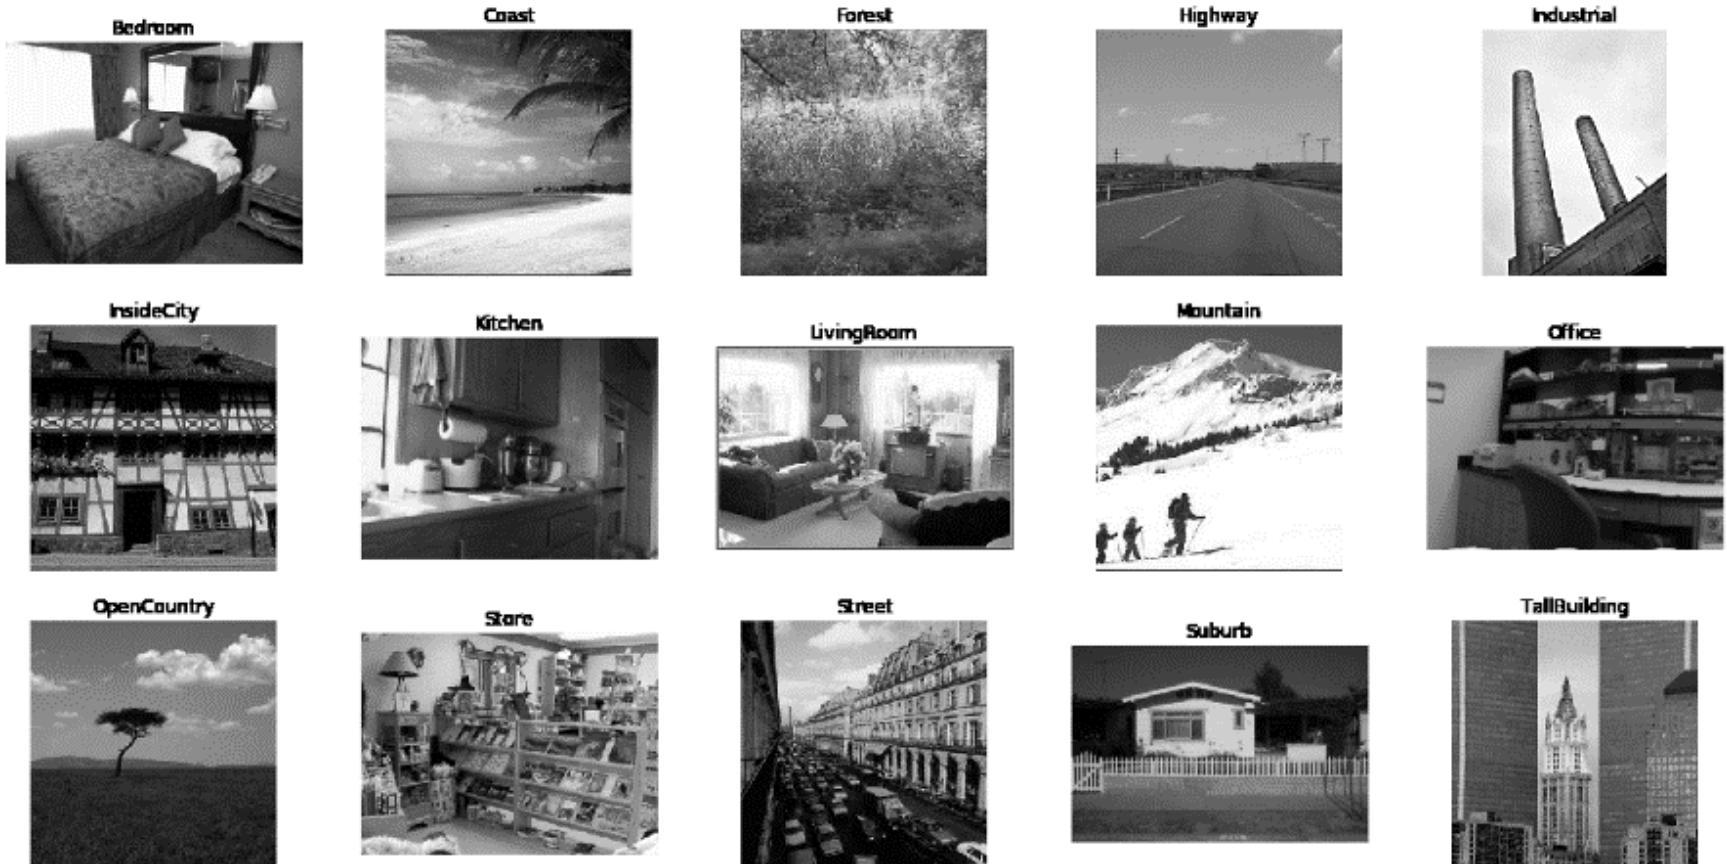 Bedroom
Coast
Forest
Highway
Industrial
InsideCity
Kitchen
LivingRoom
Mountain
Office
OpenCountry
Store
Street
Suburb
TallBuilding